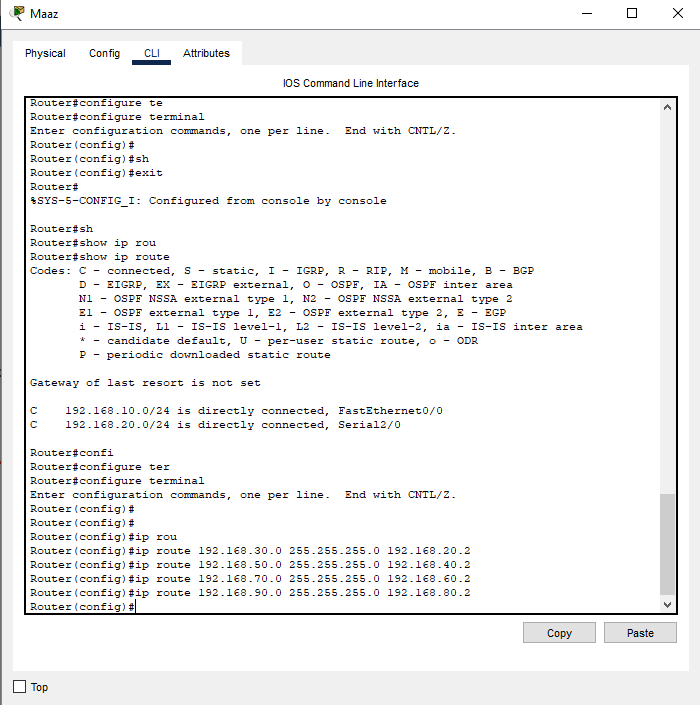 Maaz
Physical Config CLI Attributes
IOS Command Line Interface
Router#configure te
Router#configure terminal
Enter configuration commands, one per line.  End with CNTL/Z.
Router(config)#
Router(config)#sh
Router(config)#exit
Router#
%SYS-5-CONFIG_I: Configured from console by console
Router#sh
Router#show ip rou
Router#show ip route
Codes: C - connected, S - static, I - IGRP, R - RIP, M - mobile, B - BGP
D - EIGRP, EX - EIGRP external, O - OSPF, IA - OSPF inter area
N1 - OSPF NSSA external type 1, N2 - OSPF NSSA external type 2
E1 - OSPF external type 1, E2 - OSPF external type 2, E - EGP
i - IS-IS, L1 - IS-IS level-1, L2 - IS-IS level-2, ia - IS-IS inter area
* - candidate default, U - per-user static route, o - ODR
P - periodic downloaded static route
Gateway of last resort is not set
C    192.168.10.0/24 is directly connected, FastEthernet0/0
C    192.168.20.0/24 is directly connected, Serial2/0
Router#confi
Router#configure ter
Router#configure terminal
Enter configuration commands, one per line.  End with CNTL/Z.
Router(config)#
Router(config)#
Router(config)#ip rou
Router(config)#ip route 192.168.30.0 255.255.255.0 192.168.20.2
Router(config)#ip route 192.168.50.0 255.255.255.0 192.168.40.2
Router(config)#ip route 192.168.70.0 255.255.255.0 192.168.60.2
Router(config)#ip route 192.168.90.0 255.255.255.0 192.168.80.2
Router(config)#
Copy Paste
Top